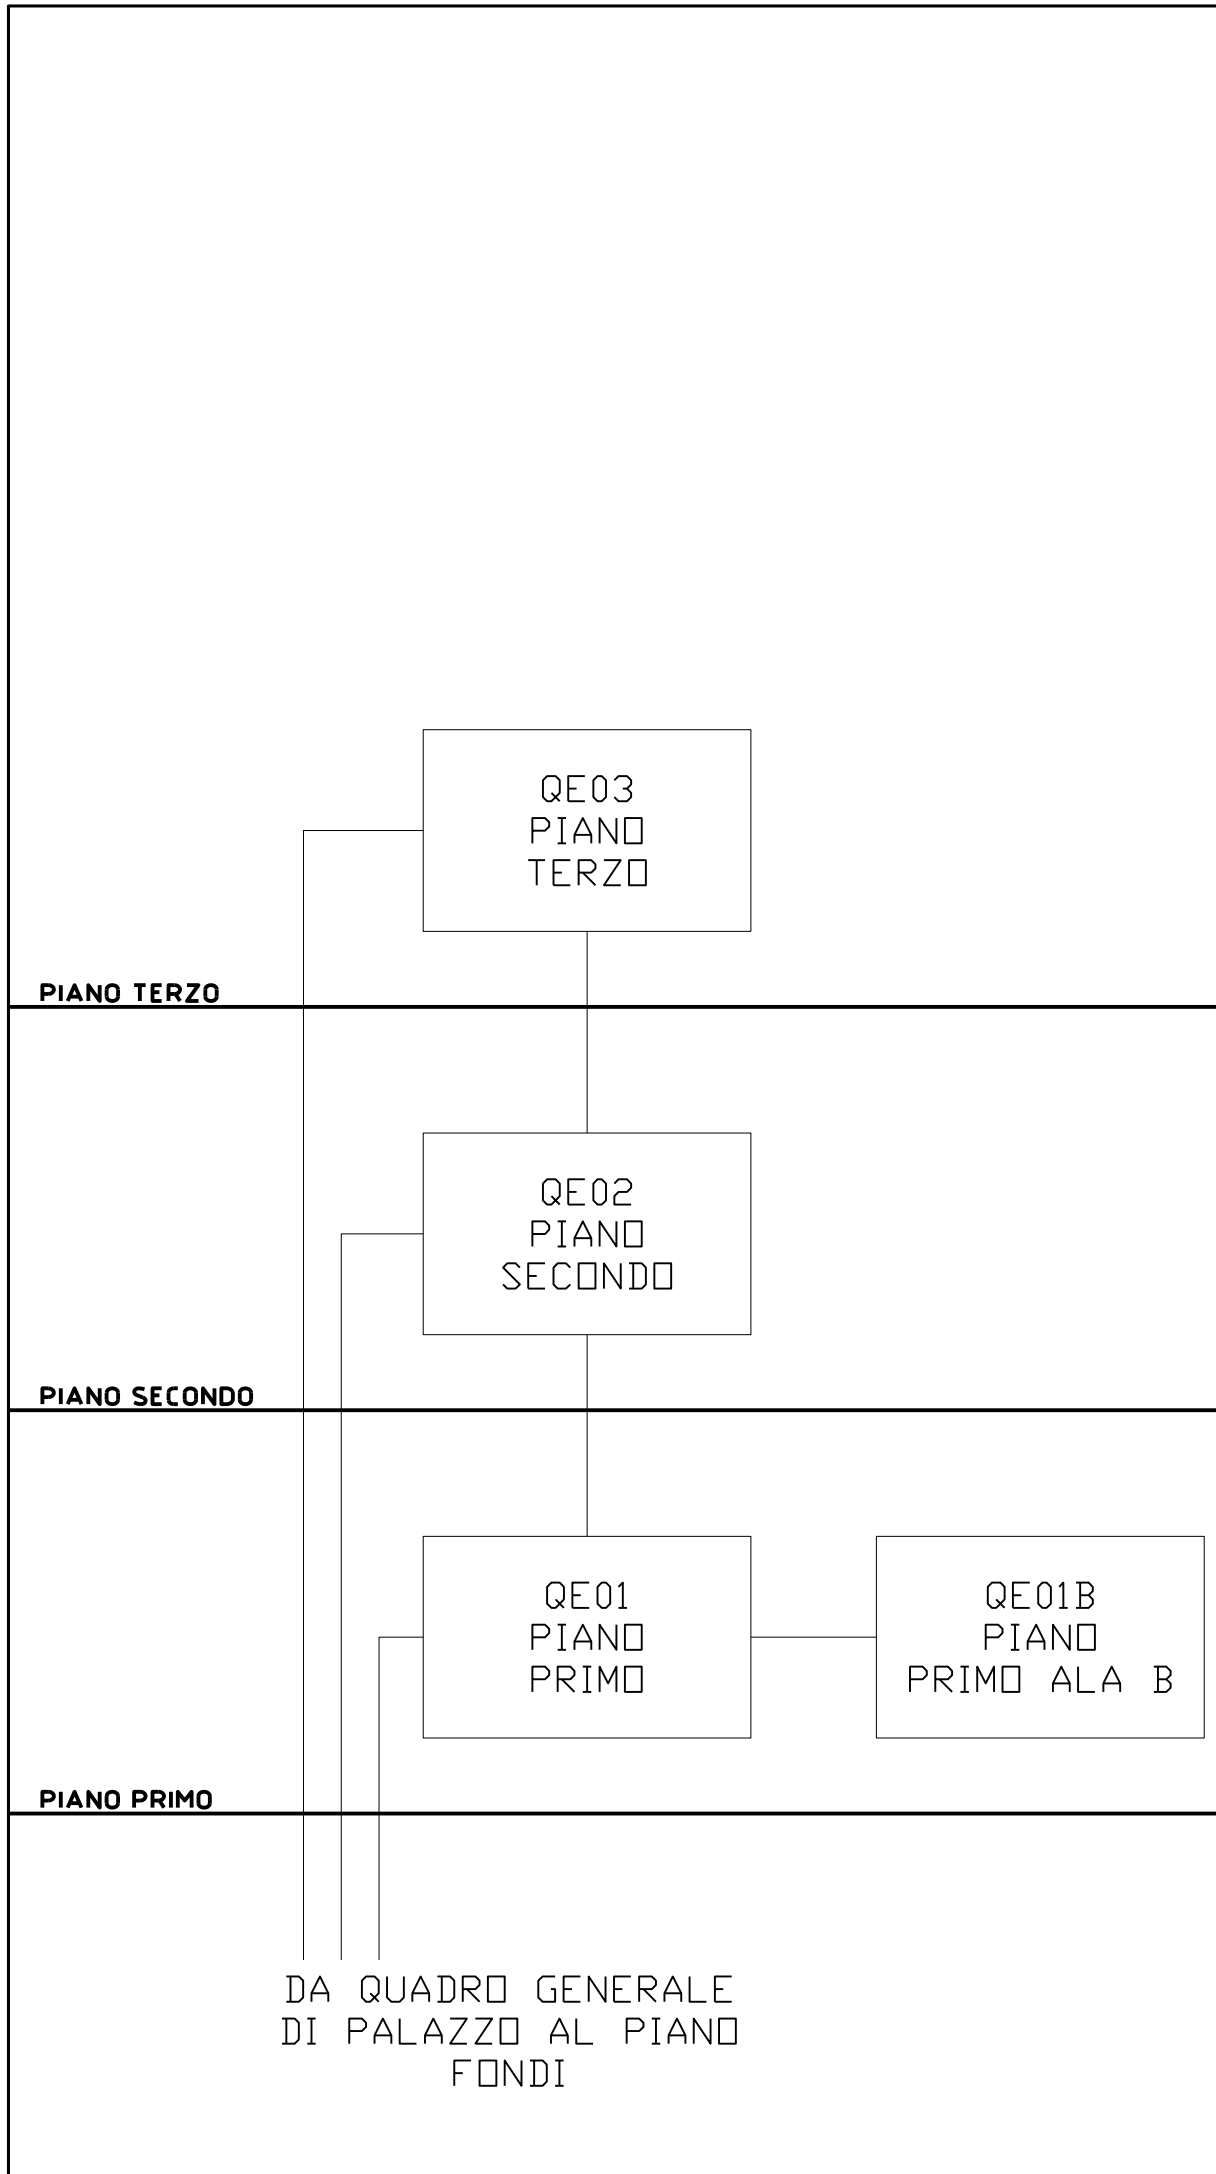 QE03
PIANO
TERZO
PIANO TERZO
QE02
PIANO
SECONDO
PIANO SECONDO
QE01
PIANO
PRIMO
QE01B
PIANO
PRIMO ALA B
PIANO PRIMO
DA QUADRO GENERALE
DI PALAZZO AL PIANO
FONDI